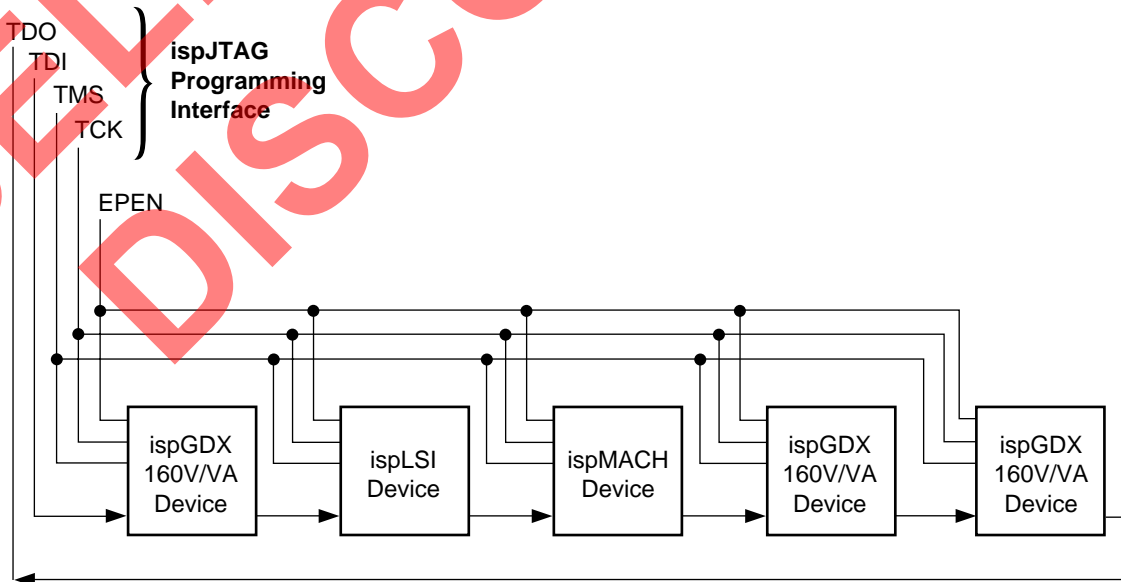 TDO
TDI
TMS
TCK
ispJTAG
Programming
Interface
EPEN
DISC
ispGDX
160V/VA
Device
ispLSI
Device
ispMACH
Device
ispGDX
160V/VA
Device
ispGDX
160V/VA
Device